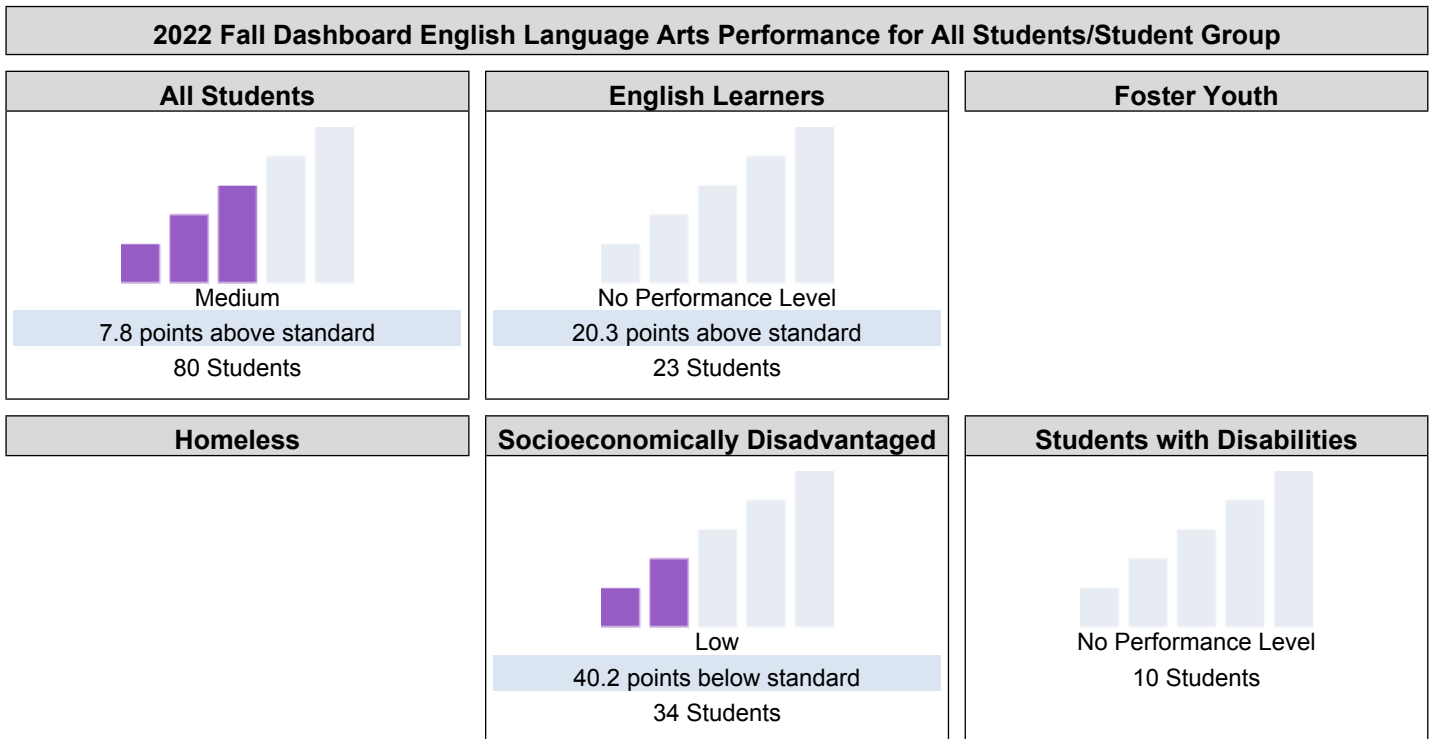 2022 Fall Dashboard English Language Arts Performance for All Students/Student Group
All Students
Medium
7.8 points above standard
80 Students
English Learners
No Performance Level
20.3 points above standard
23 Students
Foster Youth
Homeless
Socioeconomically Disadvantaged
Low
40.2 points below standard
34 Students
Students with Disabilities
No Performance Level
10 Students